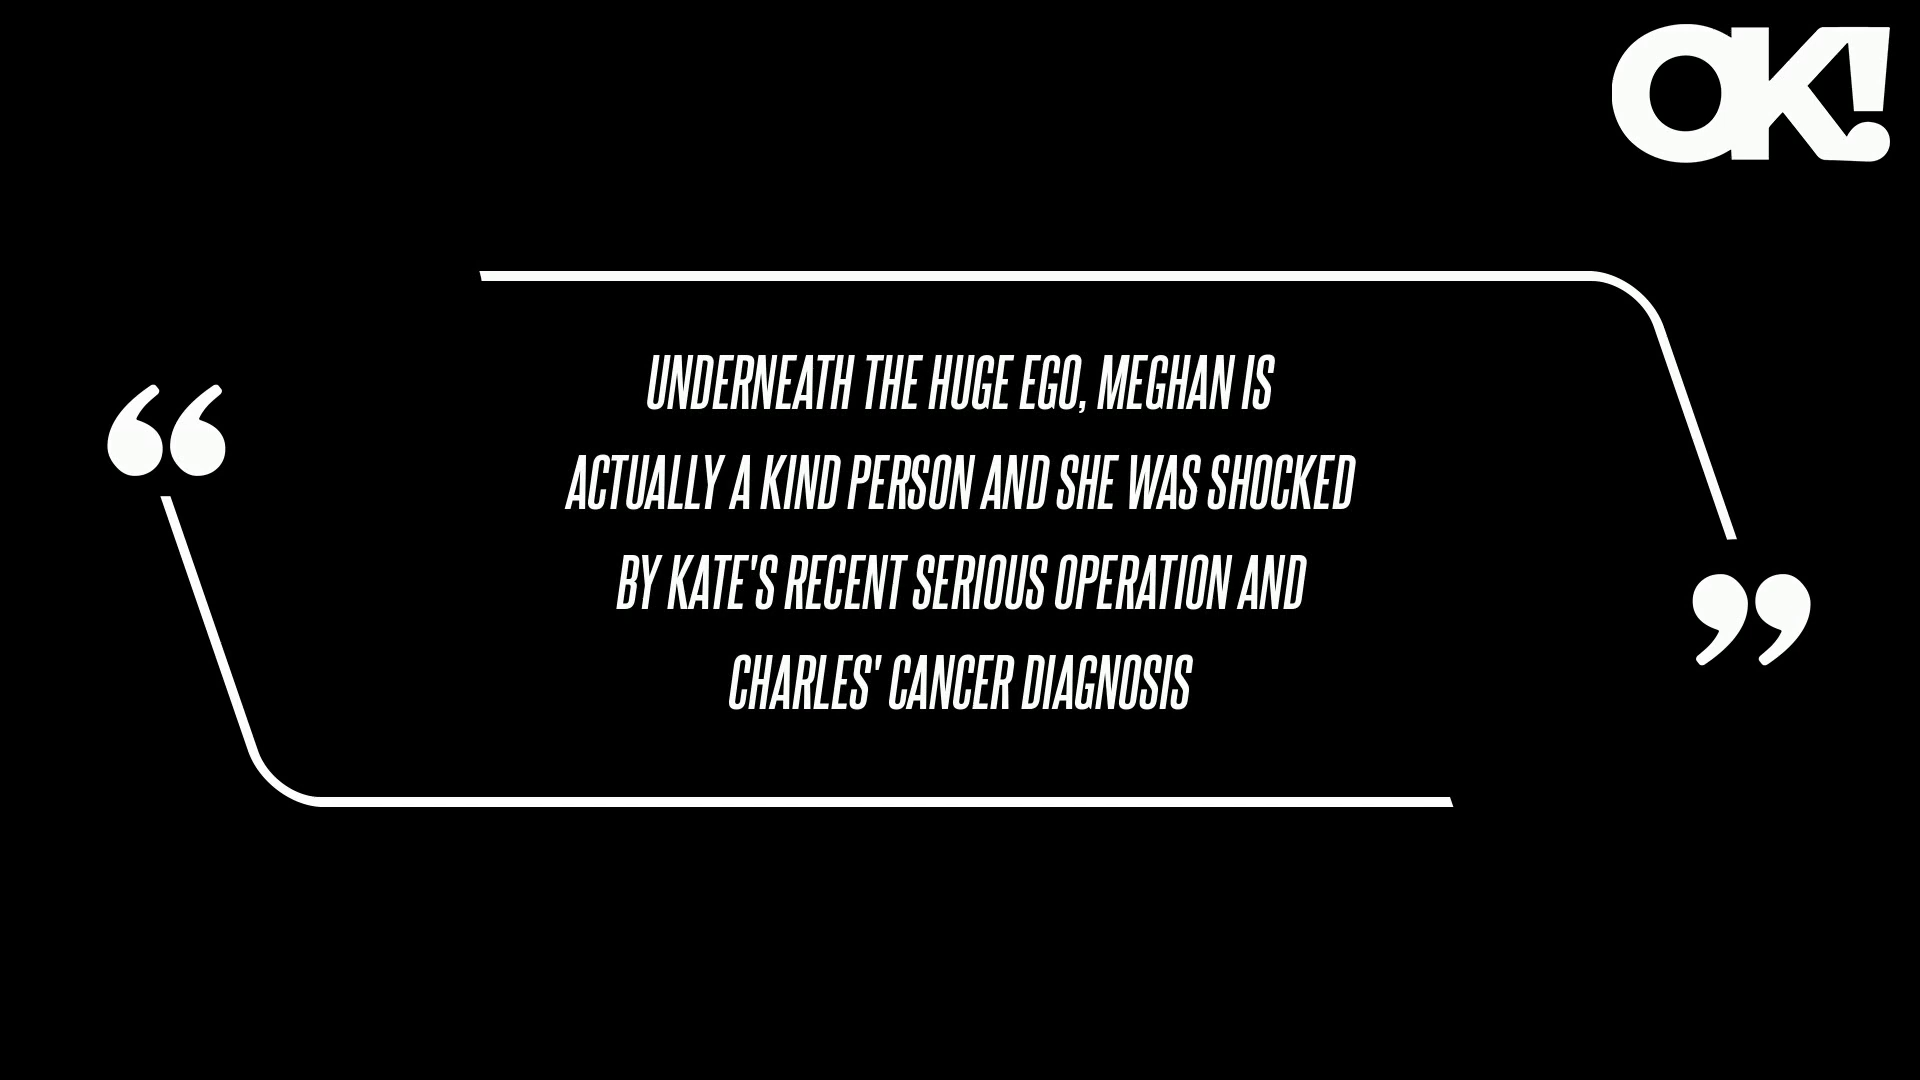 OK!
UNDERNEATH THE HUGE EGO, MEGHAN IS
ACTUALLY A KIND PERSON AND SHE WAS SHOCKED
BY KATE'S RECENT SERIOUS OPERATION AND
CHARLES' CANCER DIAGNOSIS